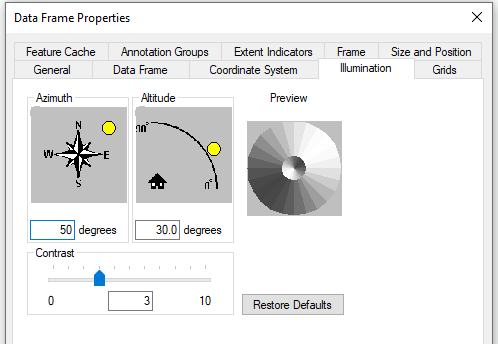 Data Frame Properties
Feature Cache Annotation Groups Extent Indicators Frame Size and Position
General Data Frame Coordinate System Illumination Grids
Azimuth Altitude Preview
N
W E
S
90°
0°
50 degrees 30.0 degrees
Contrast
0 3 10
Restore Defaults